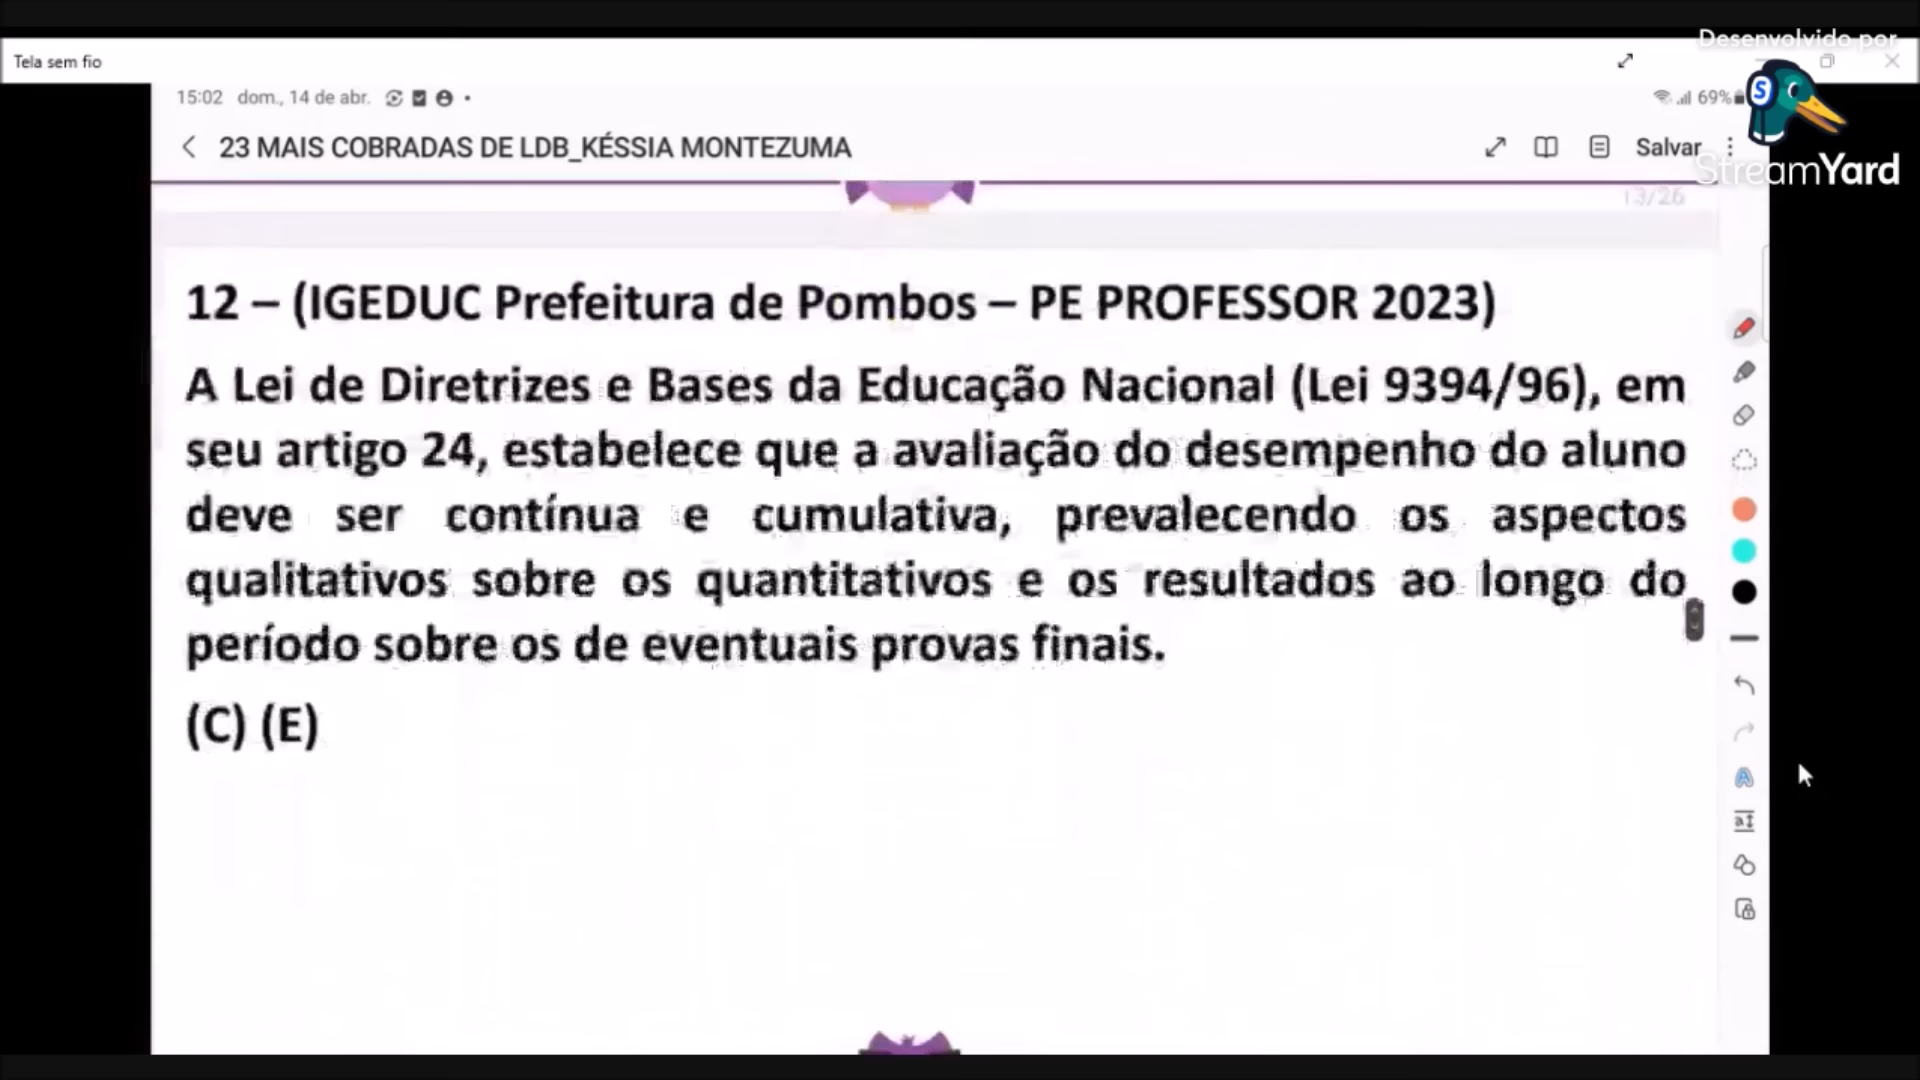 Desenvolvido por
Tela sem fio
15:02 dom., 14 de abr.
69%
23 MAIS COBRADAS DE LDB_KÉSSIA MONTEZUMA
Salvar
StreamYard
13/26
12 – (IGEDUC Prefeitura de Pombos – PE PROFESSOR 2023)
A Lei de Diretrizes e Bases da Educação Nacional (Lei 9394/96), em
seu artigo 24, estabelece que a avaliação do desempenho do aluno
deve ser contínua e cumulativa, prevalecendo os aspectos
qualitativos sobre os quantitativos e os resultados ao longo do
período sobre os de eventuais provas finais.
(C) (E)